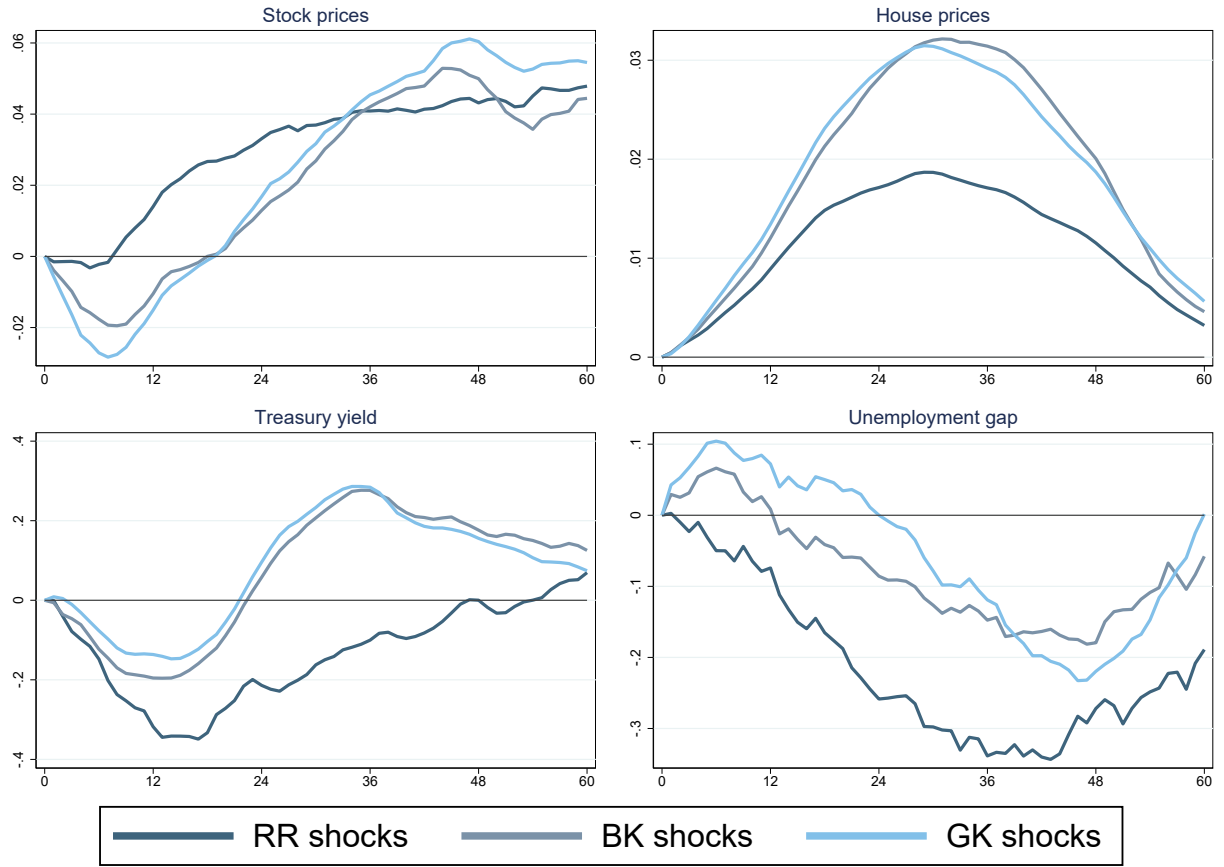 Stock prices
.06
.04
.02
0
-.02
0 12 24 36 48 60
House prices
.03
.02
.01
0
0 12 24 36 48 60
Treasury yield
.4
.2
0
-.2
-.4
0 12 24 36 48 60
Unemployment gap
.1
0
-.1
-.2
-.3
0 12 24 36 48 60
RR shocks BK shocks GK shocks